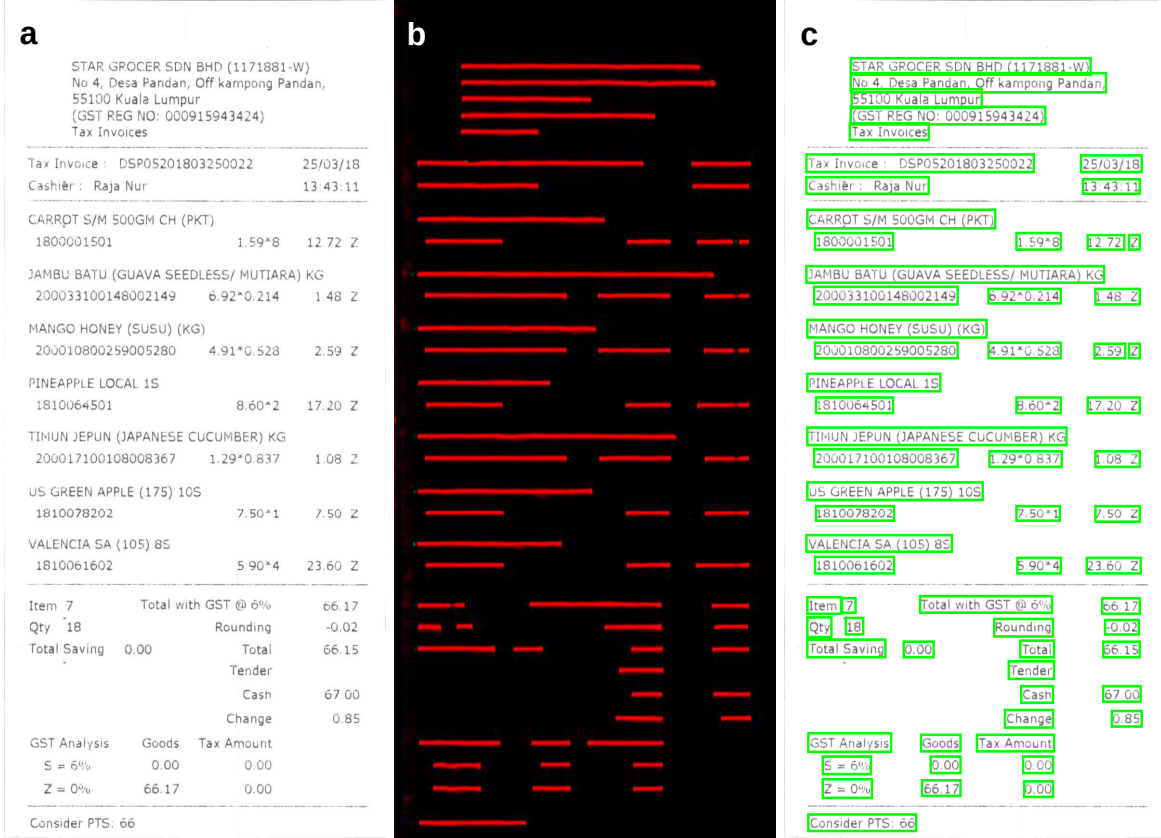 a
STAR GROCER SDN BHD (1171881-W)
No 4, Desa Pandan, Off kampong Pandan,
55100 Kuala Lumpur
(GST REG NO: 000915943424)
Tax Invoices
Tax Invoice : DSP05201803250022 25/03/18
Cashier : Raja Nur 13:43:11
CARROT S/M 500GM CH (PKT)
1800001501 1.59*8 12.72 Z
JAMBU BATU (GUAVA SEEDLESS/ MUTIARA) KG
200033100148002149 6.92*0.214 1.48 Z
MANGO HONEY (SUSU) (KG)
200010800259005280 4.91*0.528 2.59 Z
PINEAPPLE LOCAL 1S
1810064501 8.60*2 17.20 Z
TIMUN JEPUN (JAPANESE CUCUMBER) KG
200017100108008367 1.29*0.837 1.08 Z
US GREEN APPLE (175) 10S
1810078202 7.50*1 7.50 Z
VALENCIA SA (105) 8S
1810061602 5.90*4 23.60 Z
Item 7 Total with GST @ 6% 66.17
Qty 18 Rounding -0.02
Total Saving 0.00 Total 66.15
Tender
Cash 67.00
Change 0.85
GST Analysis Goods Tax Amount
S = 6% 0.00 0.00
Z = 0% 66.17 0.00
Consider PTS: 66
b
c
STAR GROCER SDN BHD (1171881-W)
No 4, Desa Pandan, Off kampong Pandan,
55100 Kuala Lumpur
(GST REG NO: 000915943424)
Tax Invoices
Tax Invoice : DSP05201803250022 25/03/18
Cashier : Raja Nur 13:43:11
CARROT S/M 500GM CH (PKT)
1800001501 1.59*8 12.72 Z
JAMBU BATU (GUAVA SEEDLESS/ MUTIARA) KG
200033100148002149 6.92*0.214 1.48 Z
MANGO HONEY (SUSU) (KG)
200010800259005280 4.91*0.528 2.59 Z
PINEAPPLE LOCAL 1S
1810064501 8.60*2 17.20 Z
TIMUN JEPUN (JAPANESE CUCUMBER) KG
200017100108008367 1.29*0.837 1.08 Z
US GREEN APPLE (175) 10S
1810078202 7.50*1 7.50 Z
VALENCIA SA (105) 8S
1810061602 5.90*4 23.60 Z
Item 7 Total with GST @ 6% 66.17
Qty 18 Rounding -0.02
Total Saving 0.00 Total 66.15
Tender
Cash 67.00
Change 0.85
GST Analysis Goods Tax Amount
S = 6% 0.00 0.00
Z = 0% 66.17 0.00
Consider PTS: 66